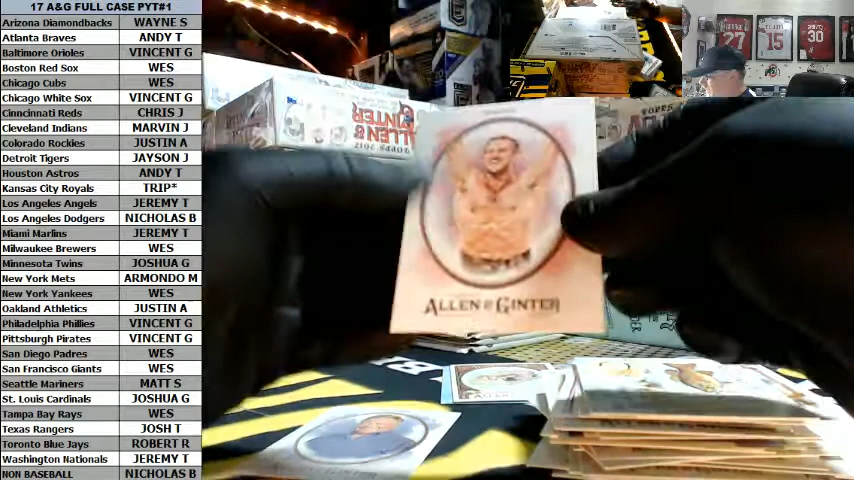 17 A&G FULL CASE PYT#1
Arizona Diamondbacks WAYNE S
Atlanta Braves ANDY T
Baltimore Orioles VINCENT G
Boston Red Sox WES
Chicago Cubs WES
Chicago White Sox VINCENT G
Cinncinati Reds CHRIS J
Cleveland Indians MARVIN J
Colorado Rockies JUSTIN A
Detroit Tigers JAYSON J
Houston Astros ANDY T
Kansas City Royals TRIP*
Los Angeles Angels JEREMY T
Los Angeles Dodgers NICHOLAS B
Miami Marlins JEREMY T
Milwaukee Brewers WES
Minnesota Twins JOSHUA G
New York Mets ARMONDO M
New York Yankees WES
Oakland Athletics JUSTIN A
Philadelphia Phillies VINCENT G
Pittsburgh Pirates VINCENT G
San Diego Padres WES
San Francisco Giants WES
Seattle Mariners MATT S
St. Louis Cardinals JOSHUA G
Tampa Bay Rays WES
Texas Rangers JOSH T
Toronto Blue Jays ROBERT R
Washington Nationals JEREMY T
NON BASEBALL NICHOLAS B
27
15
30
TOPPS
ALLEN & GINTER